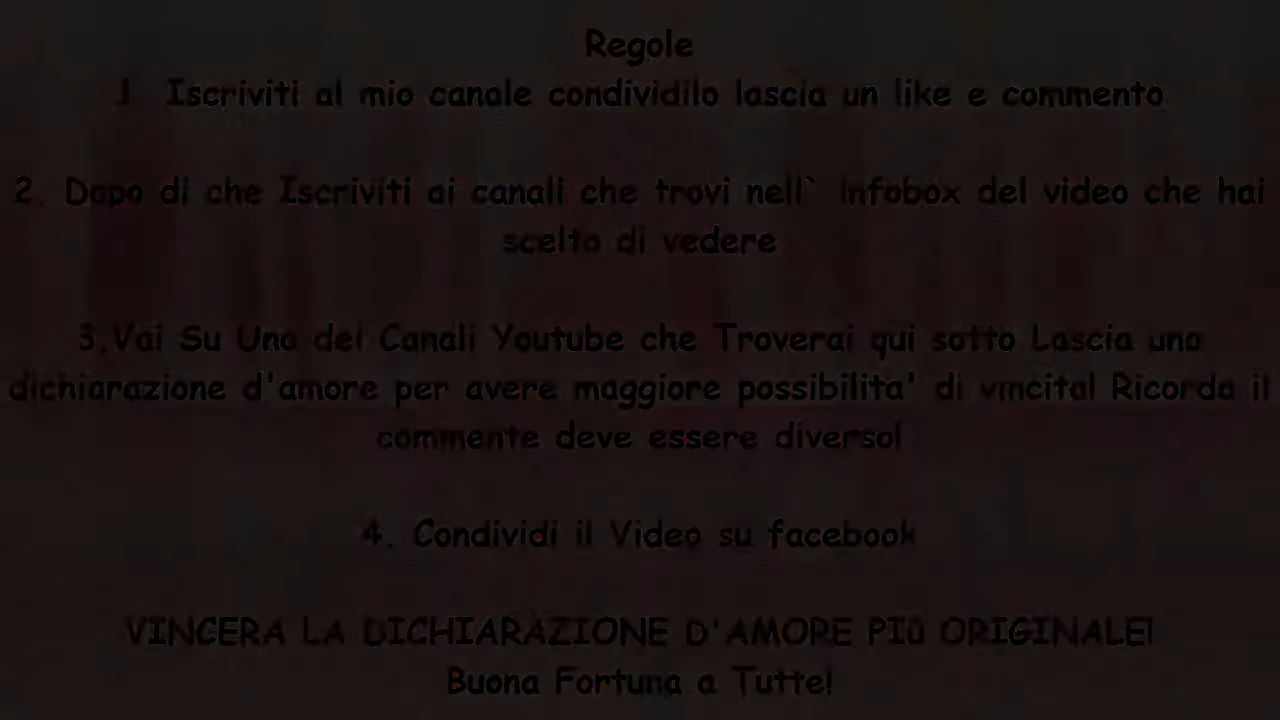 Regole
1. Iscriviti al mio canale condividilo lascia un like e commento
2. Dopo di che Iscriviti ai canali che trovi nell` infobox del video che hai
scelto di vedere
3.Vai Su Uno dei Canali Youtube che Troverai qui sotto Lascia una
dichiarazione d'amore per avere maggiore possibilita' di vincita! Ricorda il
commente deve essere diverso!
4. Condividi il Video su facebook
VINCERA LA DICHIARAZIONE D'AMORE PIÙ ORIGINALE!
Buona Fortuna a Tutte!